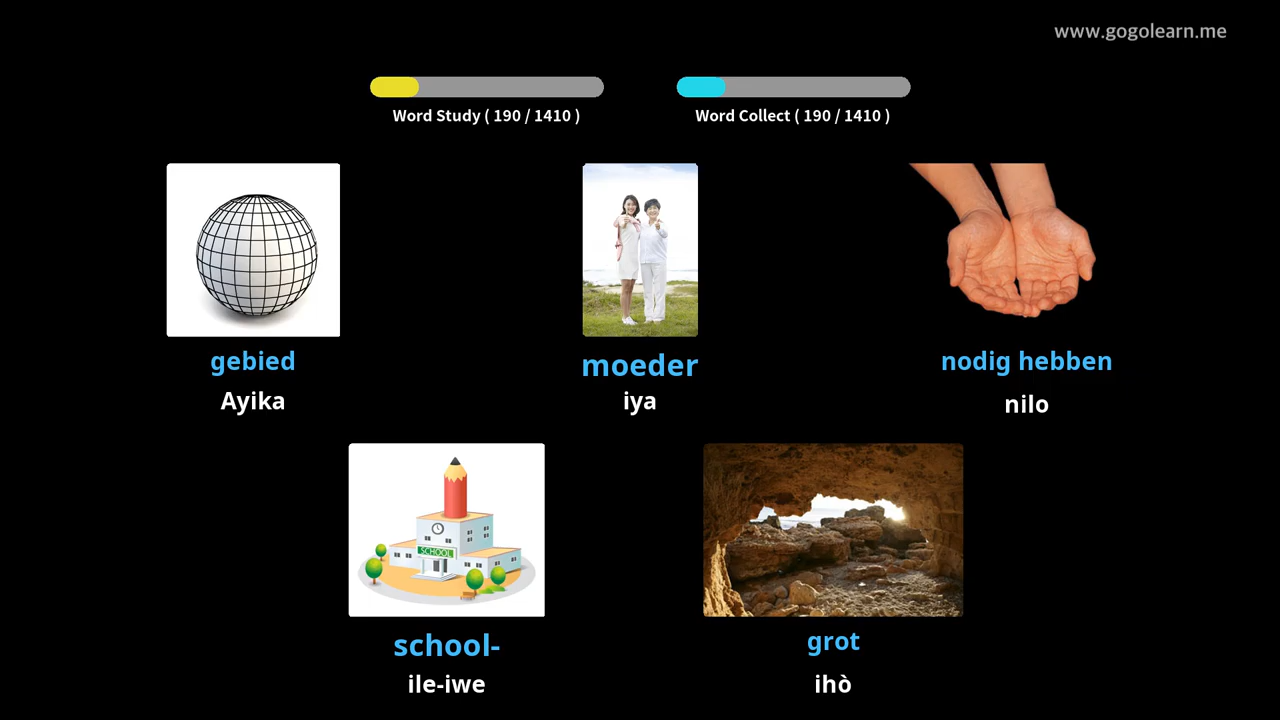 www.gogolearn.me
Word Study ( 190 / 1410 )
Word Collect ( 190 / 1410 )
gebied
Ayika
moeder
iya
nodig hebben
nilo
SCHOOL
school-
ile-iwe
grot
ihò